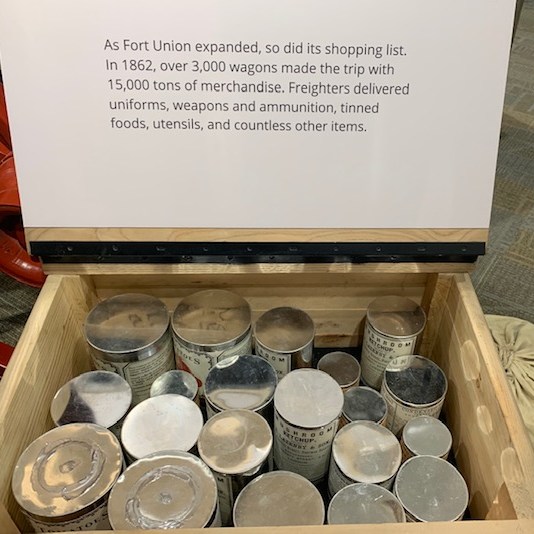 As Fort Union expanded, so did its shopping list.
In 1862, over 3,000 wagons made the trip with
15,000 tons of merchandise. Freighters delivered
uniforms, weapons and ammunition, tinned
foods, utensils, and countless other items.
KETCHUP
KETCHUP